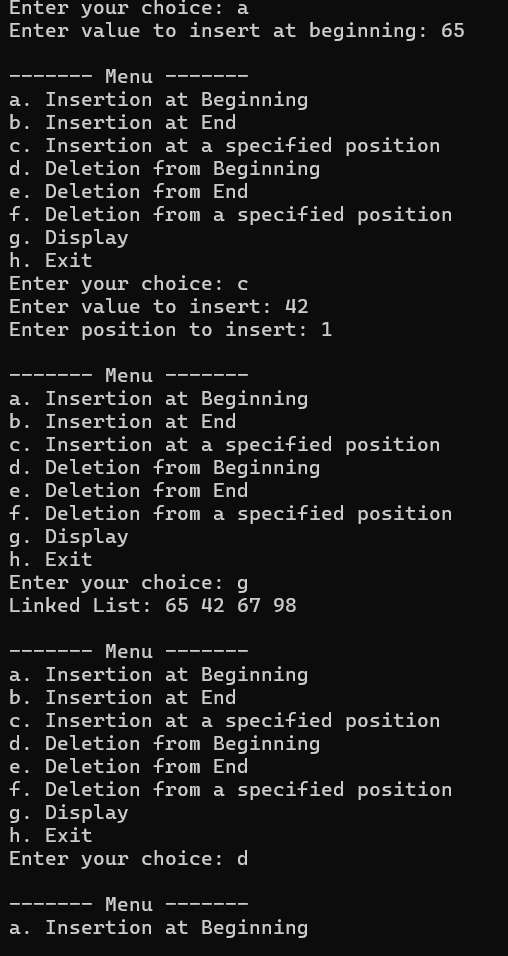 Enter your choice: a
Enter value to insert at beginning: 65
------- Menu -------
a. Insertion at Beginning
b. Insertion at End
c. Insertion at a specified position
d. Deletion from Beginning
e. Deletion from End
f. Deletion from a specified position
g. Display
h. Exit
Enter your choice: c
Enter value to insert: 42
Enter position to insert: 1
------- Menu -------
a. Insertion at Beginning
b. Insertion at End
c. Insertion at a specified position
d. Deletion from Beginning
e. Deletion from End
f. Deletion from a specified position
g. Display
h. Exit
Enter your choice: g
Linked List: 65 42 67 98
------- Menu -------
a. Insertion at Beginning
b. Insertion at End
c. Insertion at a specified position
d. Deletion from Beginning
e. Deletion from End
f. Deletion from a specified position
g. Display
h. Exit
Enter your choice: d
------- Menu -------
a. Insertion at Beginning